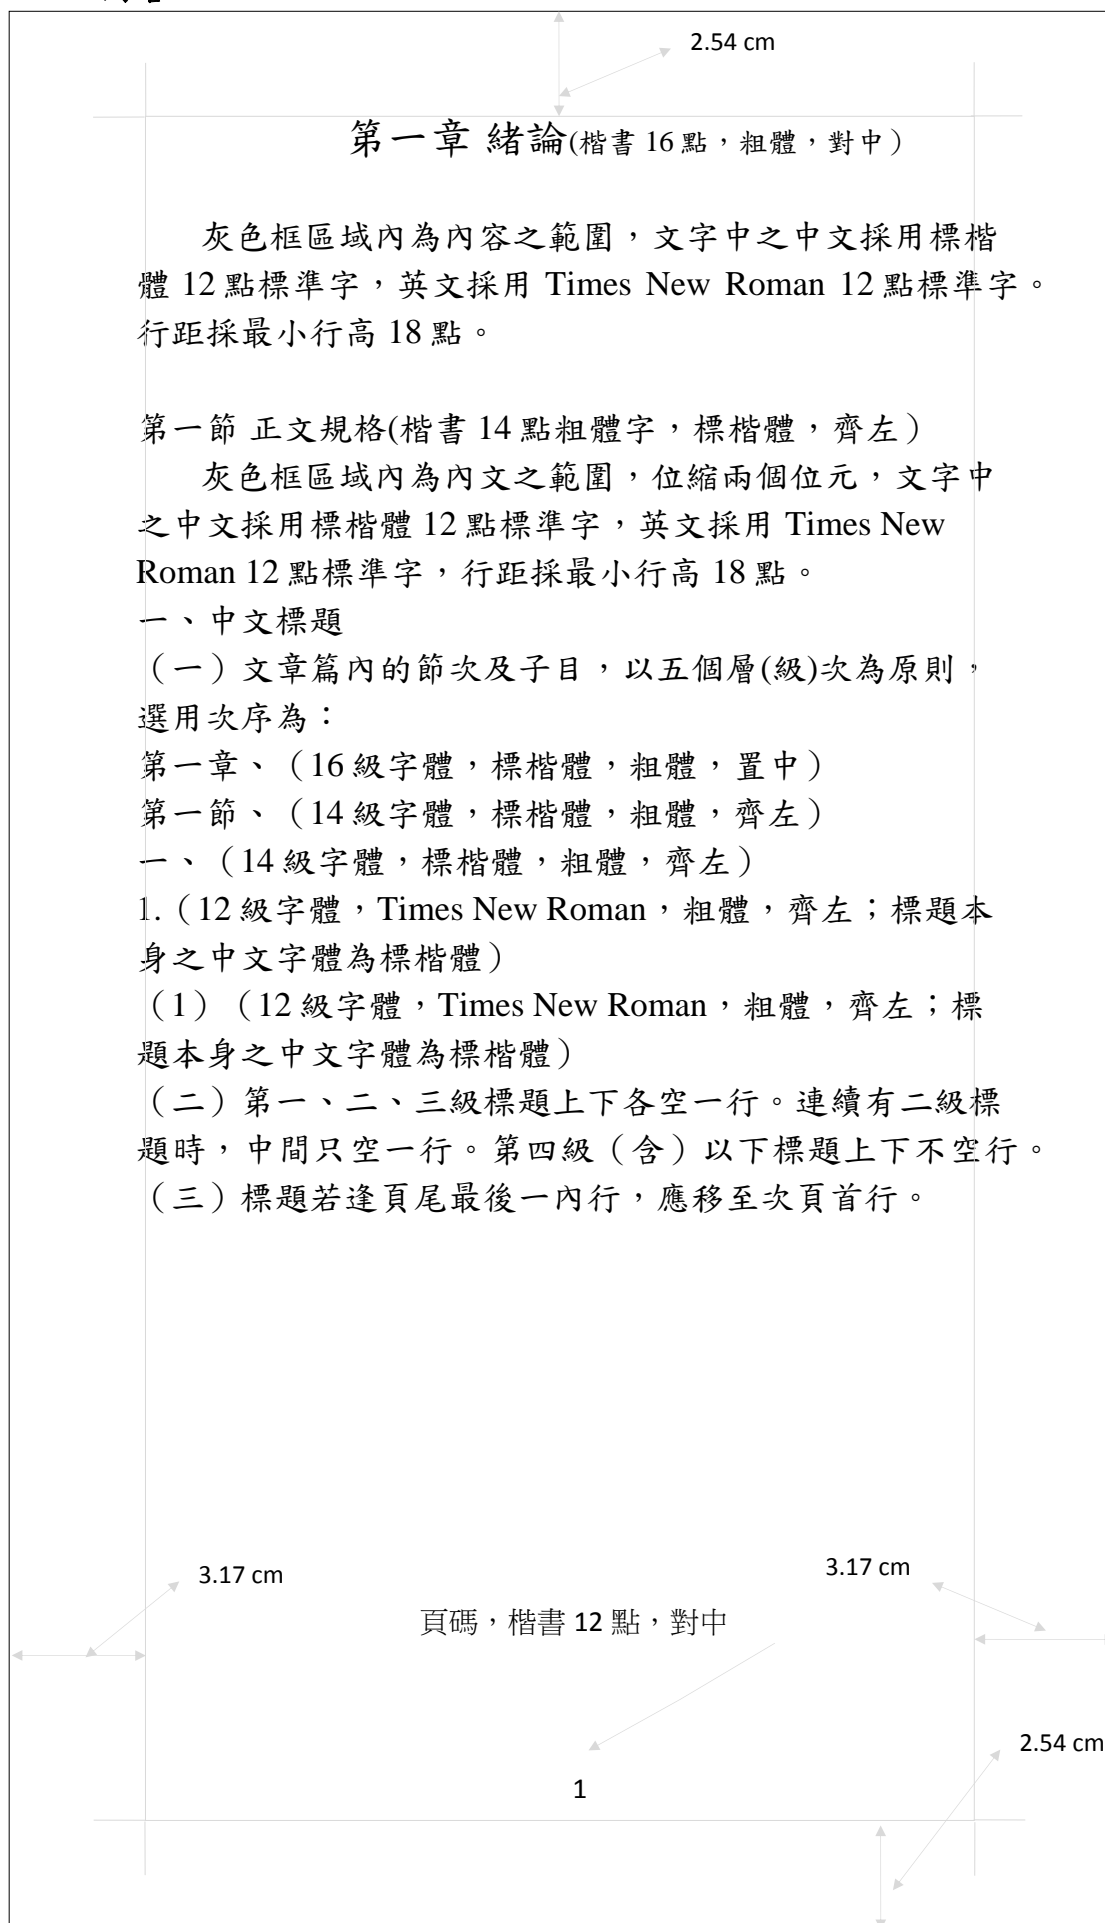 2.54 cm
第一章 緒論(楷書 16 點，粗體，對中）
灰色框區域內為內容之範圍，文字中之中文採用標楷
體 12 點標準字，英文採用 Times New Roman 12 點標準字。
行距採最小行高 18 點。
第一節 正文規格(楷書 14 點粗體字，標楷體，齊左）
灰色框區域內為內文之範圍，位縮兩個位元，文字中
之中文採用標楷體 12 點標準字，英文採用 Times New
Roman 12 點標準字，行距採最小行高 18 點。
一、中文標題
（一）文章篇內的節次及子目，以五個層(級)次為原則，
選用次序為：
第一章、（16 級字體，標楷體，粗體，置中）
第一節、（14 級字體，標楷體，粗體，齊左）
一、（14 級字體，標楷體，粗體，齊左）
1.（12 級字體，Times New Roman，粗體，齊左；標題本
身之中文字體為標楷體）
（1）（12 級字體，Times New Roman，粗體，齊左；標
題本身之中文字體為標楷體）
（二）第一、二、三級標題上下各空一行。連續有二級標
題時，中間只空一行。第四級（含）以下標題上下不空行。
（三）標題若逢頁尾最後一內行，應移至次頁首行。
3.17 cm
3.17 cm
頁碼，楷書 12 點，對中
2.54 cm
1